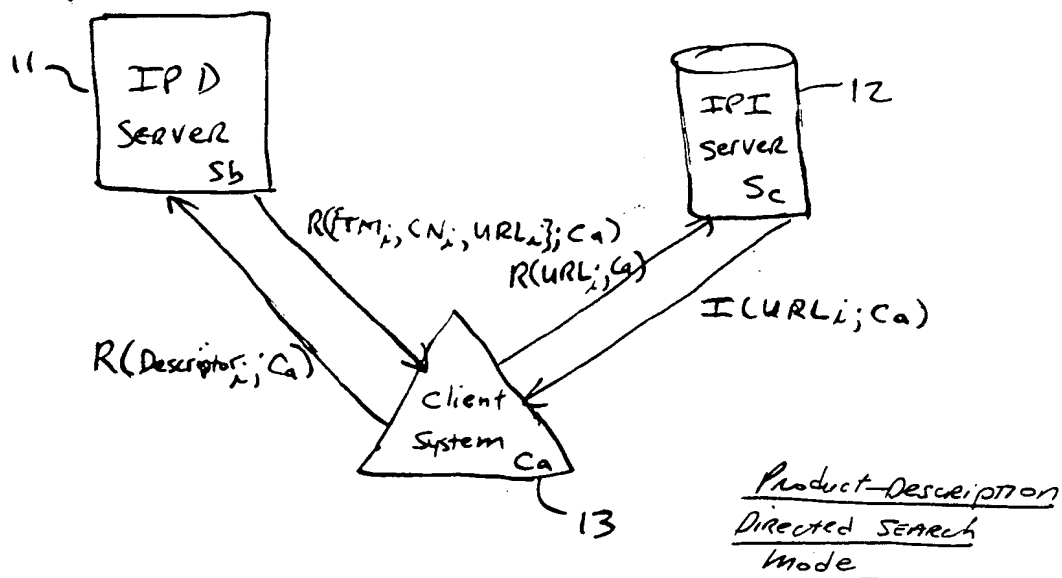 11
IPD
SERVER
Sb
IPI
Server
Sc
12
R({TMi, CNi, URLi}; Ca)
R(URLi; Ca)
I(URLi; Ca)
R(Descriptori; Ca)
Client
System
Ca
13
Product-Description
Directed SEARCH
Mode